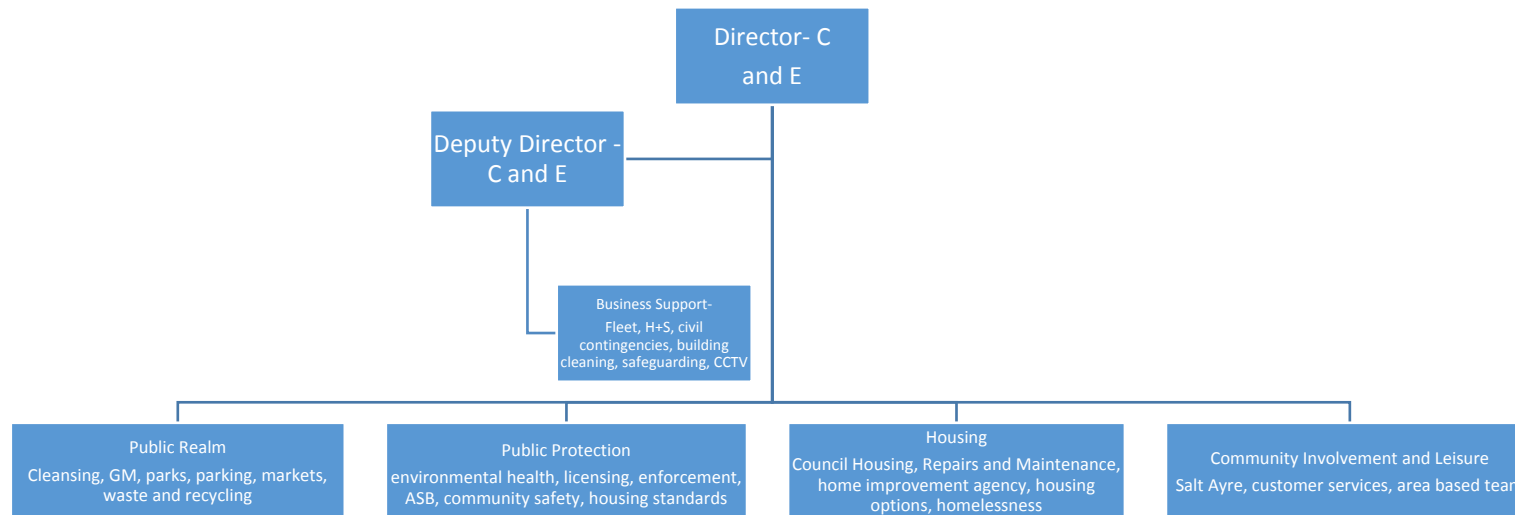 Director- C
and E
Deputy Director -
C and E
Business Support-
Fleet, H+S, civil
contingencies, building
cleaning, safeguarding, CCTV
Public Realm
Cleansing, GM, parks, parking, markets,
waste and recycling
Public Protection
environmental health, licensing, enforcement,
ASB, community safety, housing standards
Housing
Council Housing, Repairs and Maintenance,
home improvement agency, housing
options, homelessness
Community Involvement and Leisure
Salt Ayre, customer services, area based team